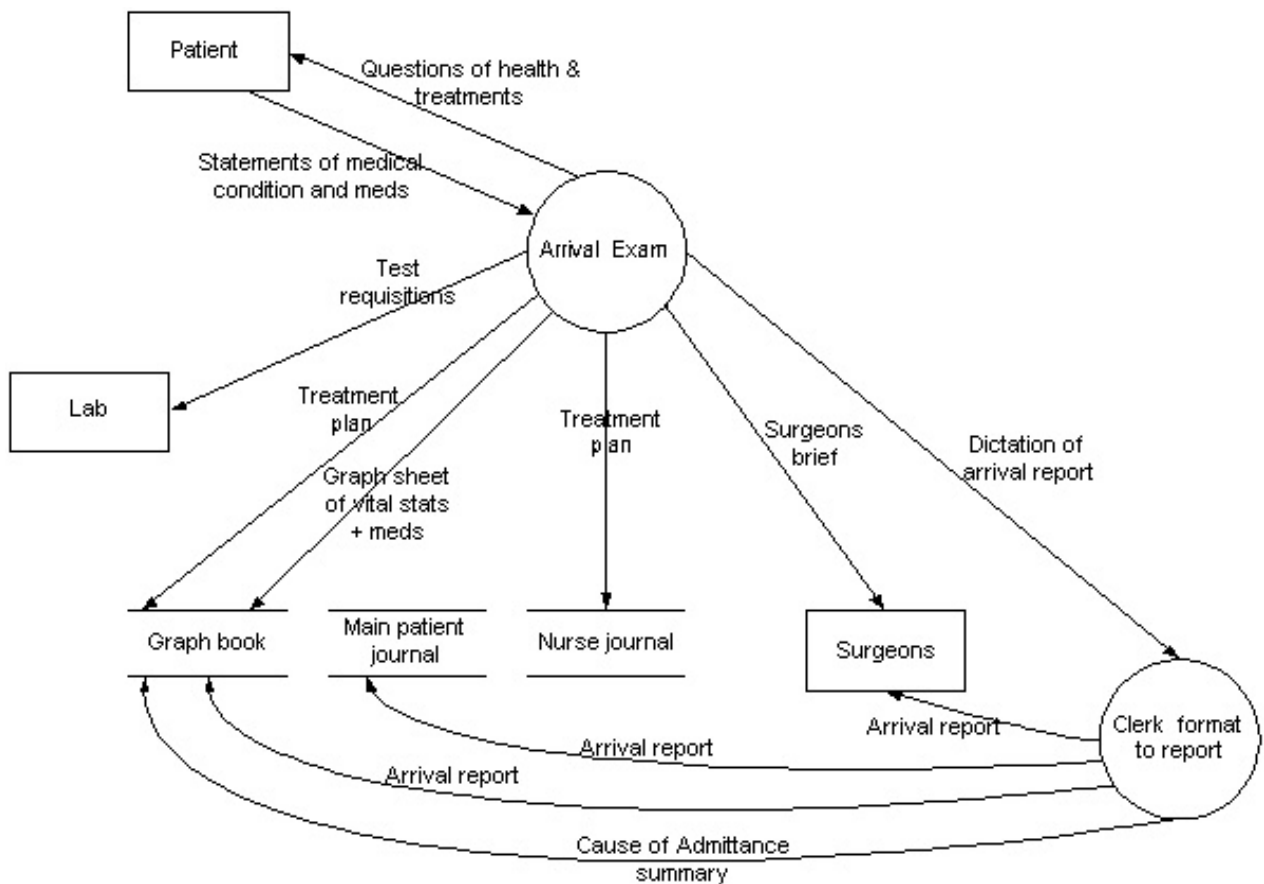 Patient
Questions of health &
treatments
Statements of medical
condition and meds
Arrival Exam
Test
requisitions
Lab
Treatment
plan
Graph sheet
of vital stats
+ meds
Treatment
plan
Surgeons
brief
Dictation of
arrival report
Graph book
Main patient
journal
Nurse journal
Surgeons
Clerk format
to report
Arrival report
Arrival report
Arrival report
Cause of Admittance
summary